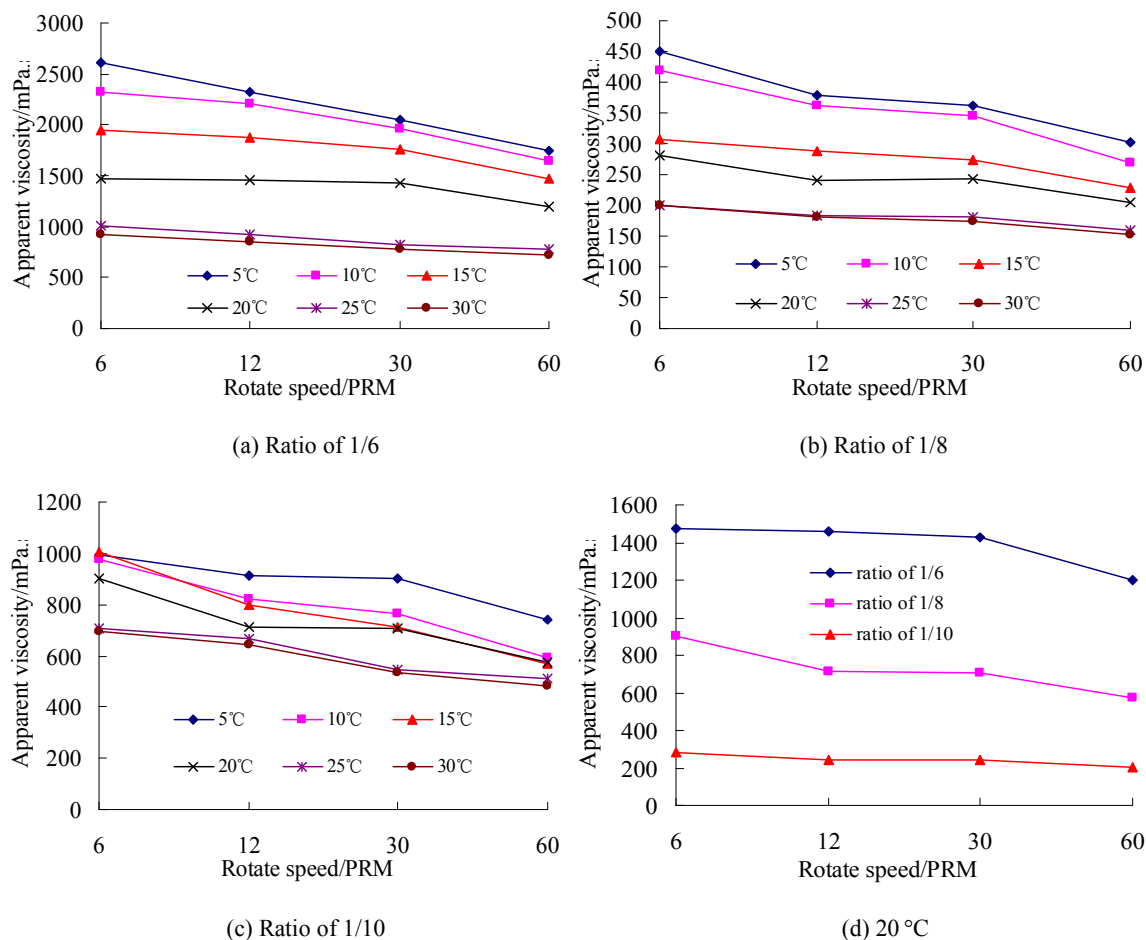 3000
2500
2000
1500
1000
500
0
Apparent viscosity/mPa.
5℃ 10℃ 15℃
20℃ 25℃ 30℃
6 12 30 60
Rotate speed/PRM
(a) Ratio of 1/6
500
450
400
350
300
250
200
150
100
50
0
Apparent viscosity/mPa.
5℃ 10℃ 15℃
20℃ 25℃ 30℃
6 12 30 60
Rotate speed/PRM
(b) Ratio of 1/8
1200
1000
800
600
400
200
0
Apparent viscosity/mPa.
5℃ 10℃ 15℃
20℃ 25℃ 30℃
6 12 30 60
Rotate speed/PRM
(c) Ratio of 1/10
1600
1400
1200
1000
800
600
400
200
0
Apparent viscosity/mPa.
ratio of 1/6
ratio of 1/8
ratio of 1/10
6 12 30 60
Rotate speed/PRM
(d) 20 °C